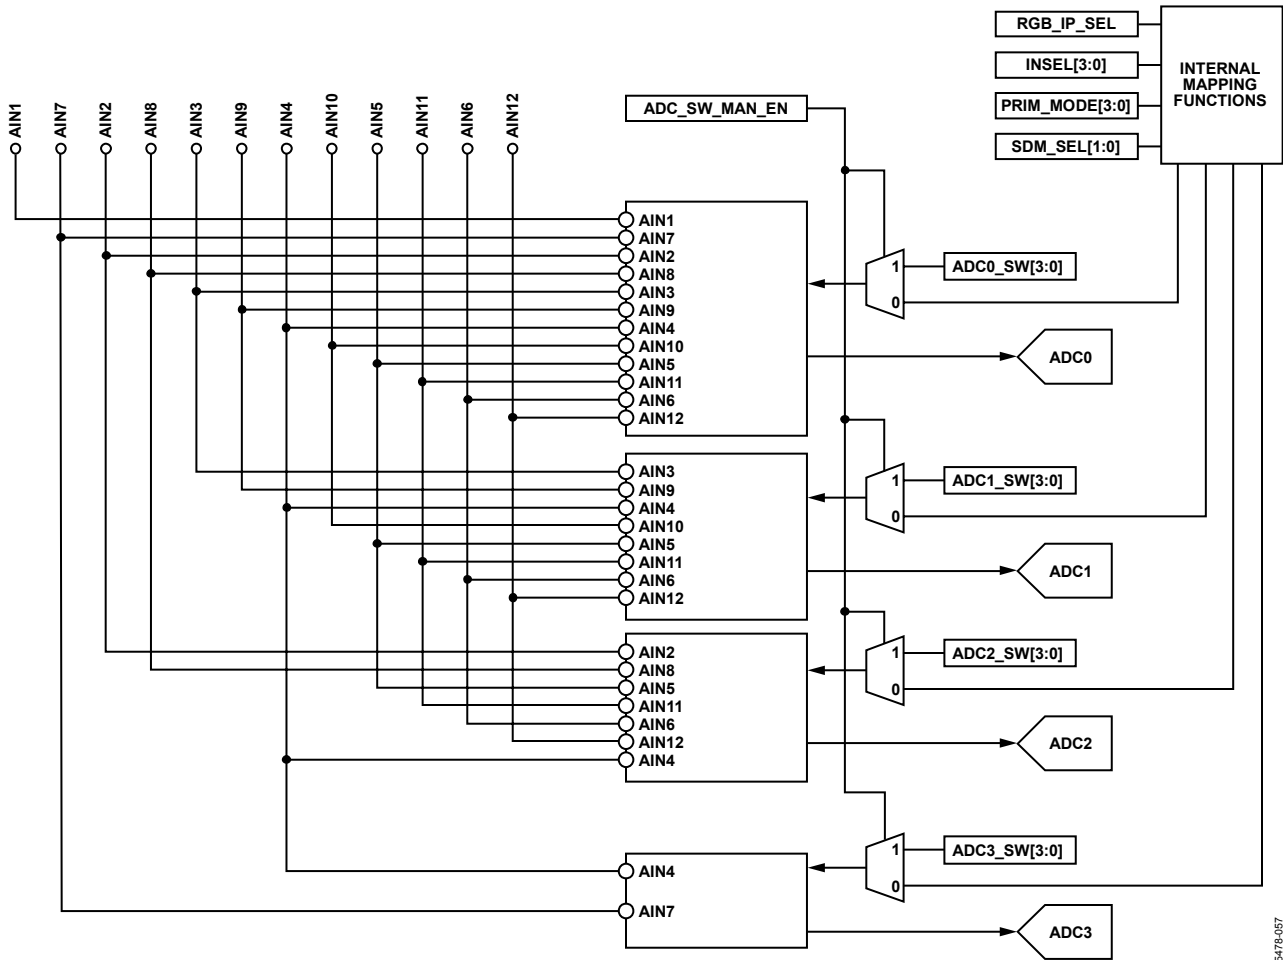 RGB_IP_SEL
INSEL[3:0]
PRIM_MODE[3:0]
SDM_SEL[1:0]
INTERNAL
MAPPING
FUNCTIONS
AIN1
AIN7
AIN2
AIN8
AIN3
AIN9
AIN4
AIN10
AIN5
AIN11
AIN6
AIN12
ADC_SW_MAN_EN
AIN1
AIN7
AIN2
AIN8
AIN3
AIN9
AIN4
AIN10
AIN5
AIN11
AIN6
AIN12
1
0
ADC0_SW[3:0]
ADC0
AIN3
AIN9
AIN4
AIN10
AIN5
AIN11
AIN6
AIN12
1
0
ADC1_SW[3:0]
ADC1
AIN2
AIN8
AIN5
AIN11
AIN6
AIN12
AIN4
1
0
ADC2_SW[3:0]
ADC2
AIN4
AIN7
1
0
ADC3_SW[3:0]
ADC3